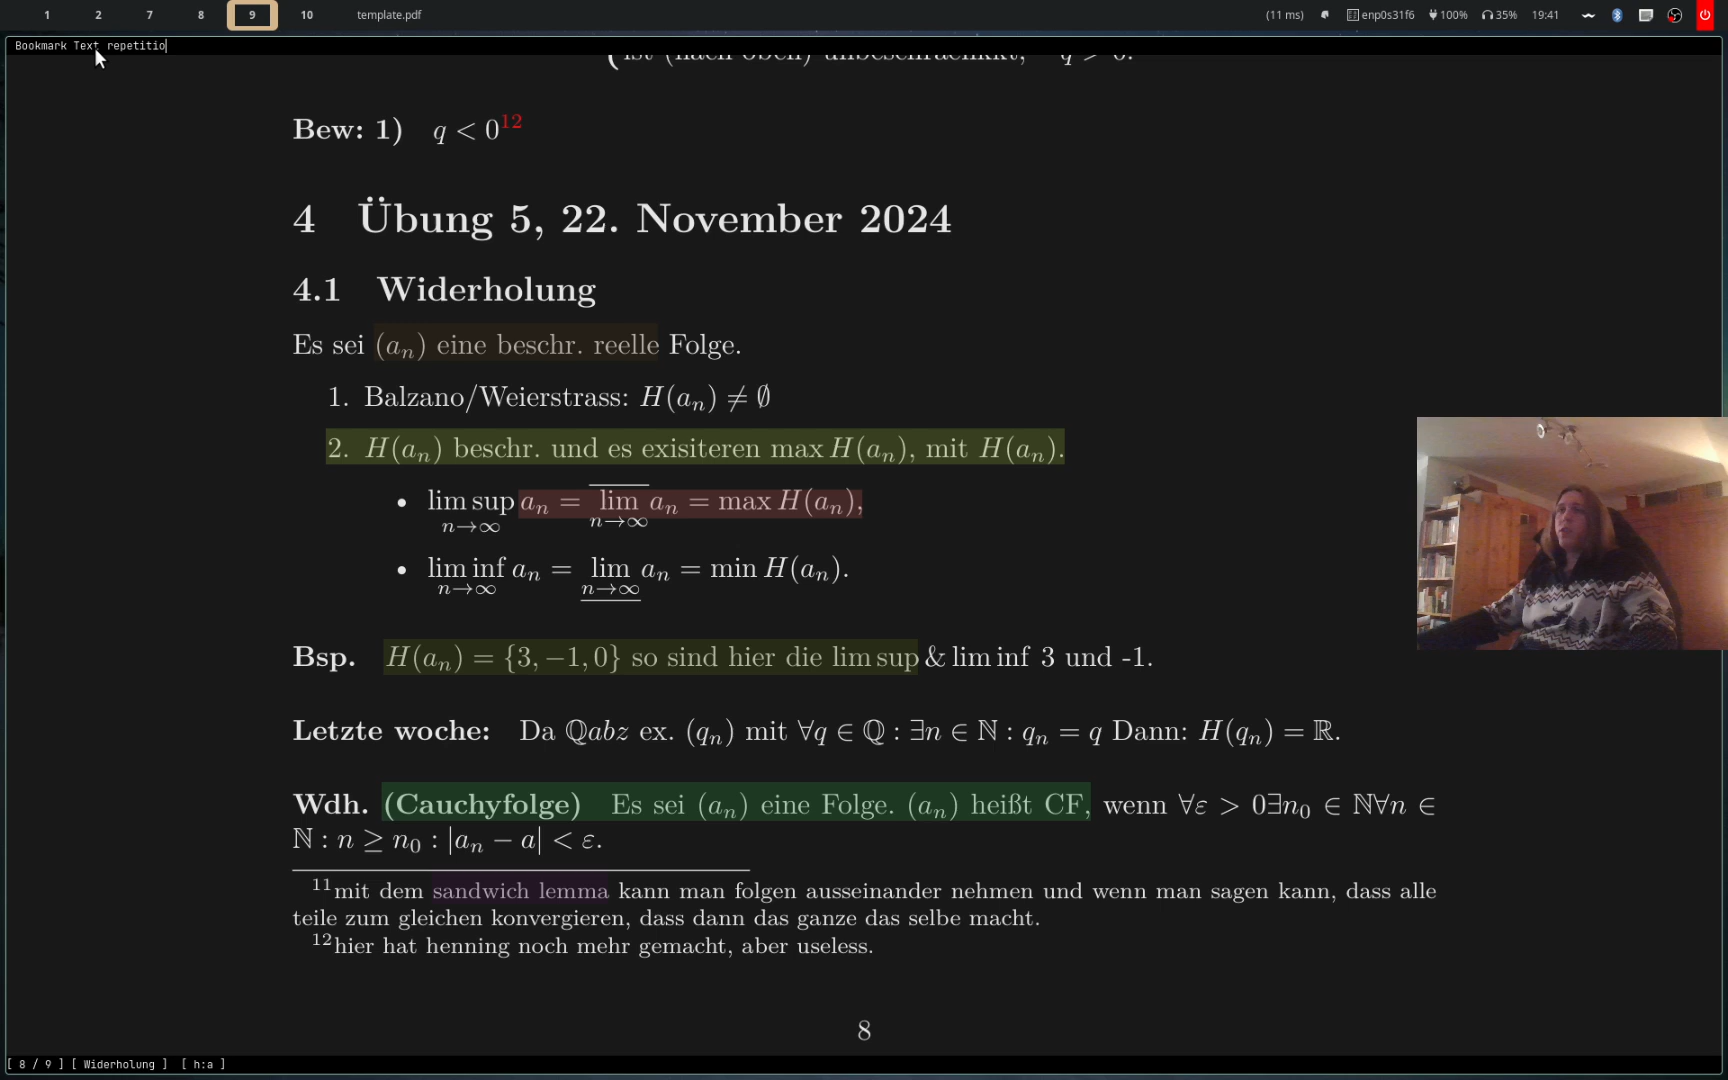 1 2 7 8 9 10 template.pdf (11 ms) enp0s31f6 100% 35% 19:41
Bookmark Text repetitio
ist (nach oben) unbeschrächkt, q > 0.
Bew: 1) q < 0¹²
4 Übung 5, 22. November 2024
4.1 Widerholung
Es sei (aₙ) eine beschr. reelle Folge.
1. Balzano/Weierstrass: H(aₙ) ≠ ∅
2. H(aₙ) beschr. und es exisiteren max H(aₙ), mit H(aₙ).
• lim sup aₙ = lim aₙ = max H(aₙ),
n→∞ n→∞
• lim inf aₙ = lim aₙ = min H(aₙ).
n→∞ n→∞
Bsp. H(aₙ) = {3, −1, 0} so sind hier die lim sup & lim inf 3 und -1.
Letzte woche: Da ℚabz ex. (qₙ) mit ∀q ∈ ℚ : ∃n ∈ ℕ : qₙ = q Dann: H(qₙ) = ℝ.
Wdh. (Cauchyfolge) Es sei (aₙ) eine Folge. (aₙ) heißt CF, wenn ∀ε > 0∃n₀ ∈ ℕ∀n ∈
ℕ : n ≥ n₀ : |aₙ − a| < ε.
¹¹mit dem sandwich lemma kann man folgen ausseinander nehmen und wenn man sagen kann, dass alle
teile zum gleichen konvergieren, dass dann das ganze das selbe macht.
¹²hier hat henning noch mehr gemacht, aber useless.
8
[ 8 / 9 ] [ Widerholung ] [ h:a ]